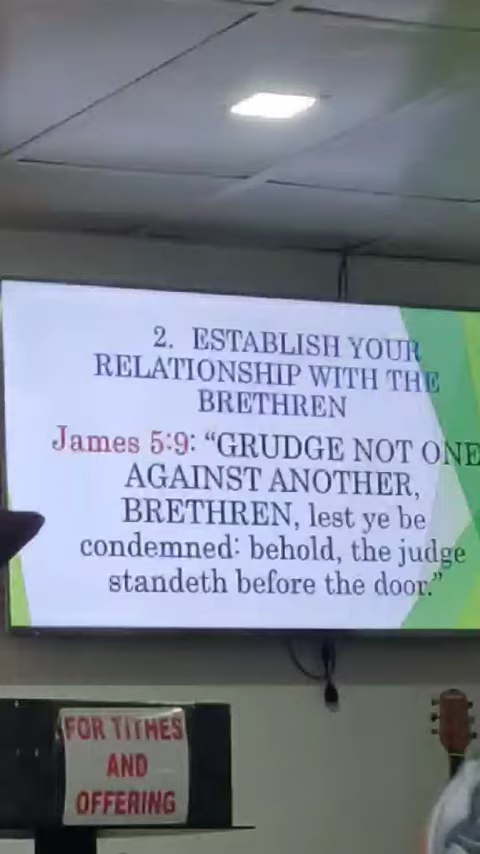 2. ESTABLISH YOUR
RELATIONSHIP WITH THE
BRETHREN
James 5:9: “GRUDGE NOT ONE
AGAINST ANOTHER,
BRETHREN, lest ye be
condemned: behold, the judge
standeth before the door.”
FOR TITHES
AND
OFFERING